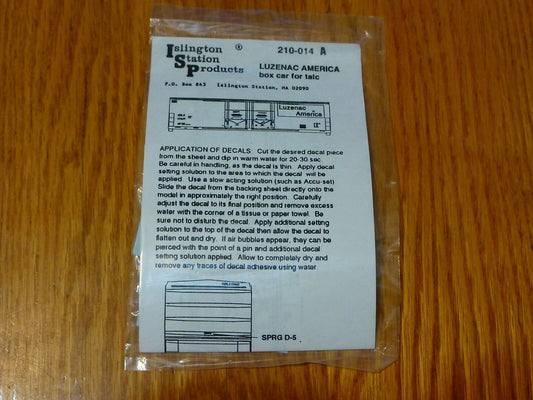 Islington ®
Station
Products
210-014 A
LUZENAC AMERICA
box car for talc
P.O. Box 863 Islington Station, MA 02090
Luzenac
America
APPLICATION OF DECALS: Cut the desired decal piece
from the sheet and dip in warm water for 20-30 sec.
Be careful in handling, as the decal is thin. Apply decal
setting solution to the area to which the decal will be
applied. Use a slow acting solution (such as Accu-set)
Slide the decal from the backing sheet directly onto the
model in approximately the right position. Carefully
adjust the decal to its final position and remove excess
water with the corner of a tissue or paper towel. Be
sure not to disturb the decal. Apply additional setting
solution to the top of the decal then allow the decal to
flatten out and dry. If air bubbles appear, they can be
pierced with the point of a pin and additional decal
setting solution applied. Allow to completely dry and
remove any traces of decal adhesive using water
SPRG D-5